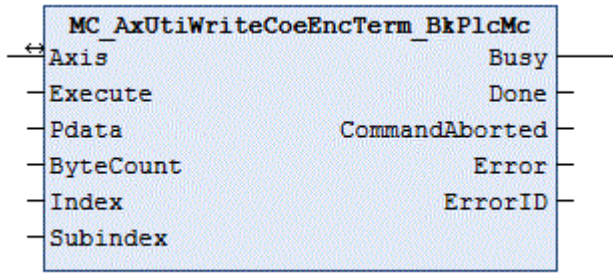 MC_AxUtiWriteCoeEncTerm_BkPlcMc
Axis Busy
Execute Done
Pdata CommandAborted
ByteCount Error
Index ErrorID
Subindex